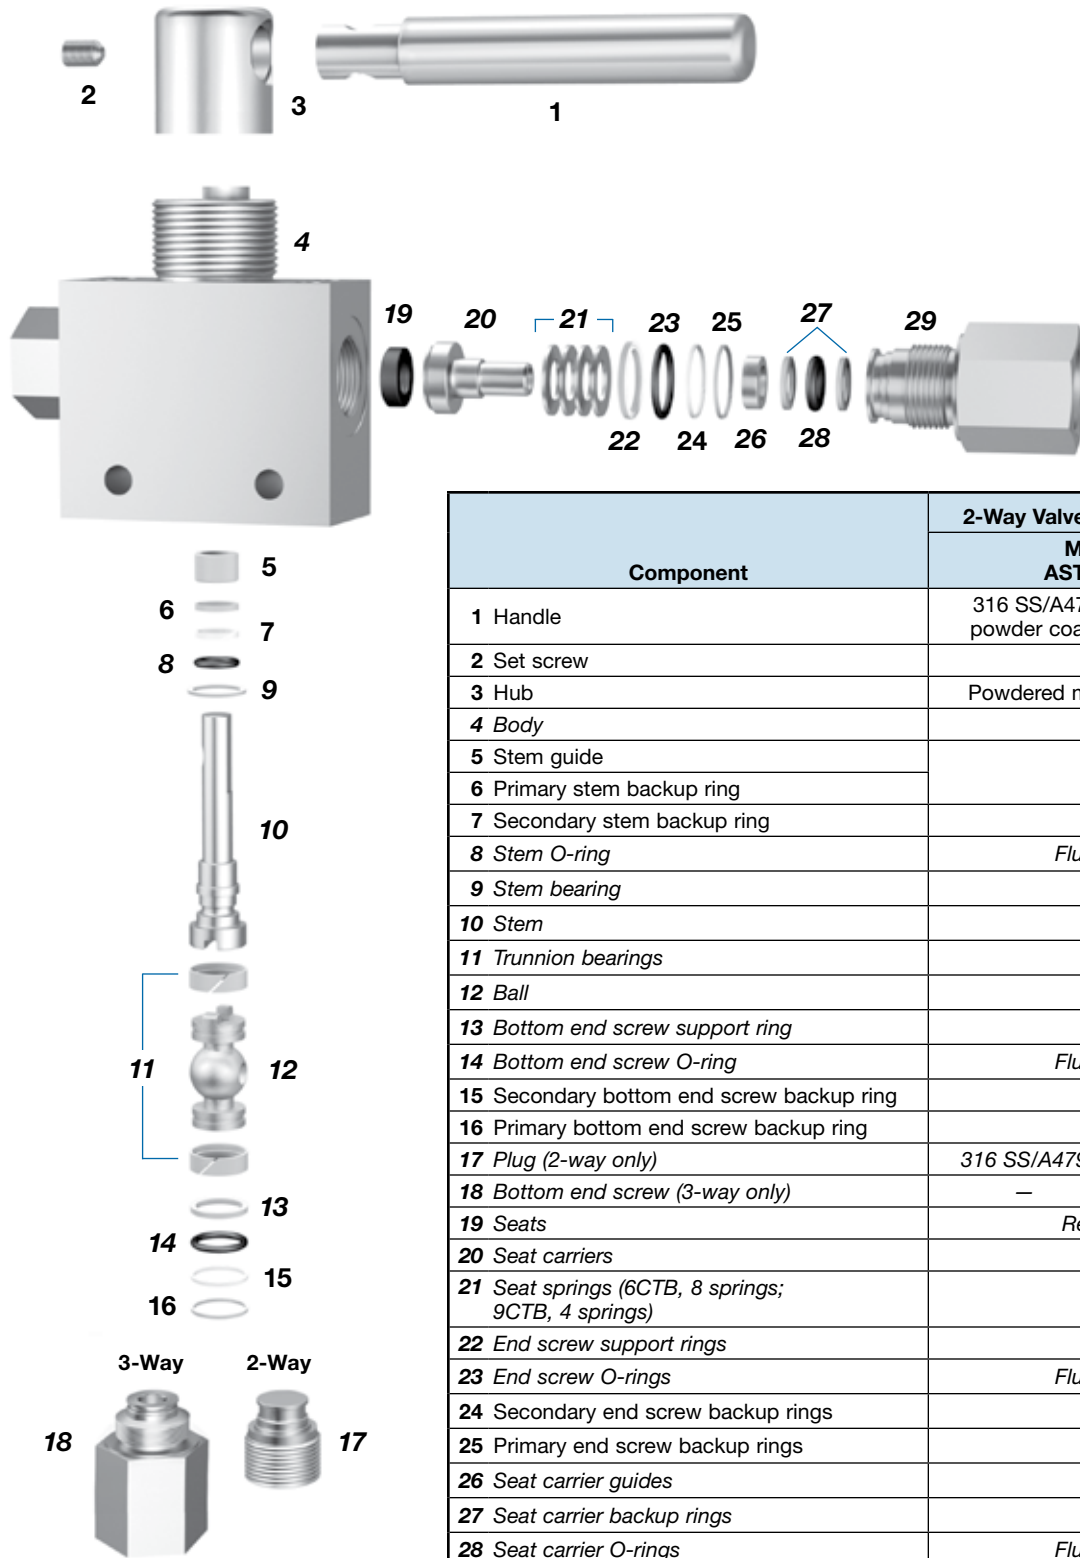 2
3
1
4
19
20
21
23
25
27
29
22
24
26
28
5
6
7
8
9
10
11
12
13
14
15
16
3-Way
2-Way
18
17
Component
2-Way Valve
M
AST
1 Handle
316 SS/A47
powder coa
2 Set screw
3 Hub
Powdered m
4 Body
5 Stem guide
6 Primary stem backup ring
7 Secondary stem backup ring
8 Stem O-ring
Flu
9 Stem bearing
10 Stem
11 Trunnion bearings
12 Ball
13 Bottom end screw support ring
14 Bottom end screw O-ring
Flu
15 Secondary bottom end screw backup ring
16 Primary bottom end screw backup ring
17 Plug (2-way only)
316 SS/A479
18 Bottom end screw (3-way only)
—
19 Seats
Re
20 Seat carriers
21 Seat springs (6CTB, 8 springs;
9CTB, 4 springs)
22 End screw support rings
23 End screw O-rings
Flu
24 Secondary end screw backup rings
25 Primary end screw backup rings
26 Seat carrier guides
27 Seat carrier backup rings
28 Seat carrier O-rings
Flu